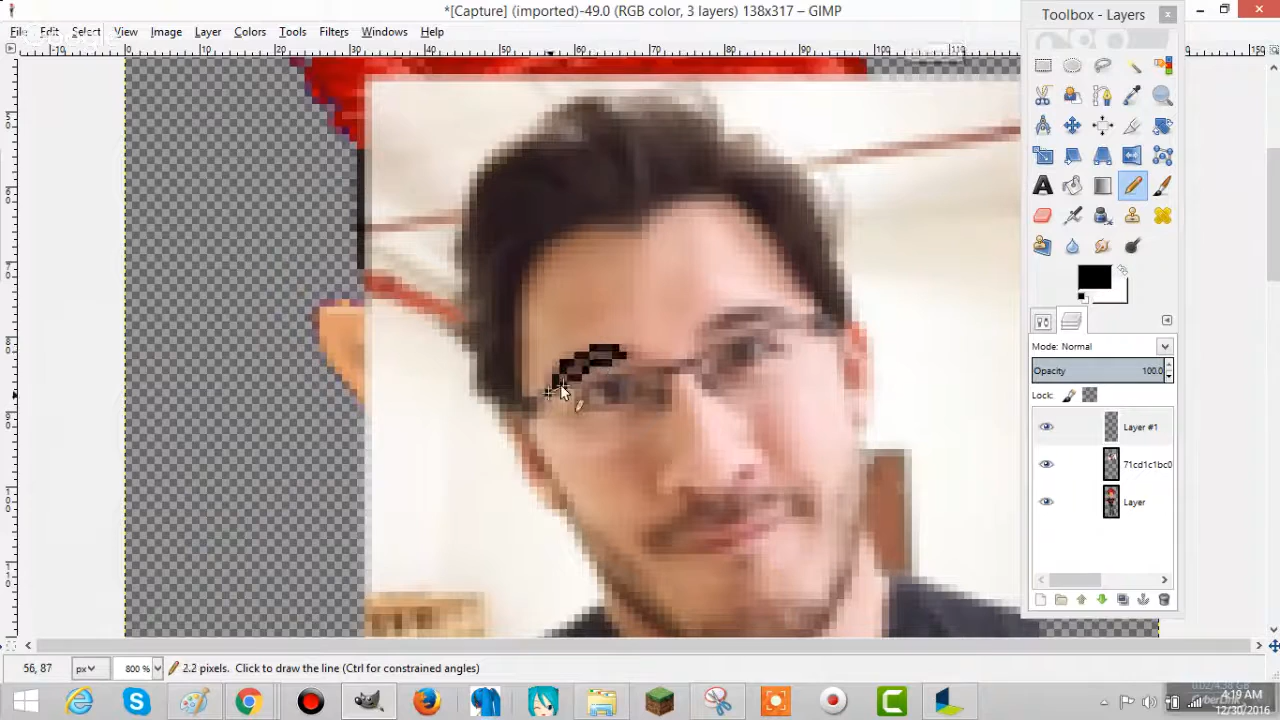 *[Capture] (imported)-49.0 (RGB color, 3 layers) 138x317 – GIMP
Toolbox - Layers
File Edit Select View Image Layer Colors Tools Filters Windows Help
Mode: Normal
Opacity 100.0
Lock:
Layer #1
71cd1c1bc0
Layer
56, 87 px 800 % 2.2 pixels. Click to draw the line (Ctrl for constrained angles)
4:19 AM
12/30/2016